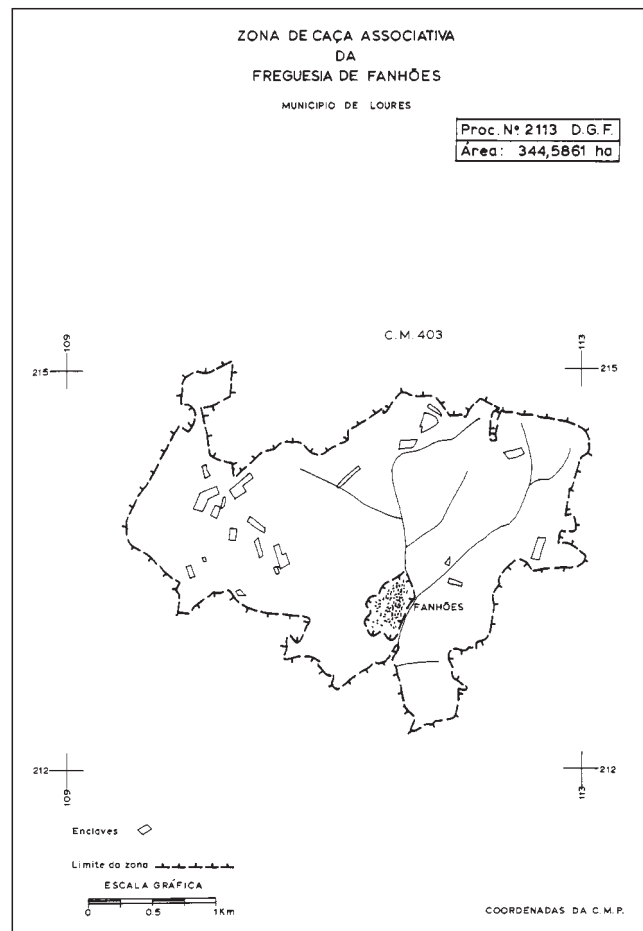 ZONA DE CAÇA ASSOCIATIVA
DA
FREGUESIA DE FANHÕES
MUNICIPIO DE LOURES
Proc. Nº 2113 D.G.F.
Área: 344,5861 ha
C.M. 403
109
113
215
215
FANHÕES
212
212
109
113
Enclaves
Limite da zona
ESCALA GRÁFICA
0 0.5 1Km
COORDENADAS DA C.M.P.